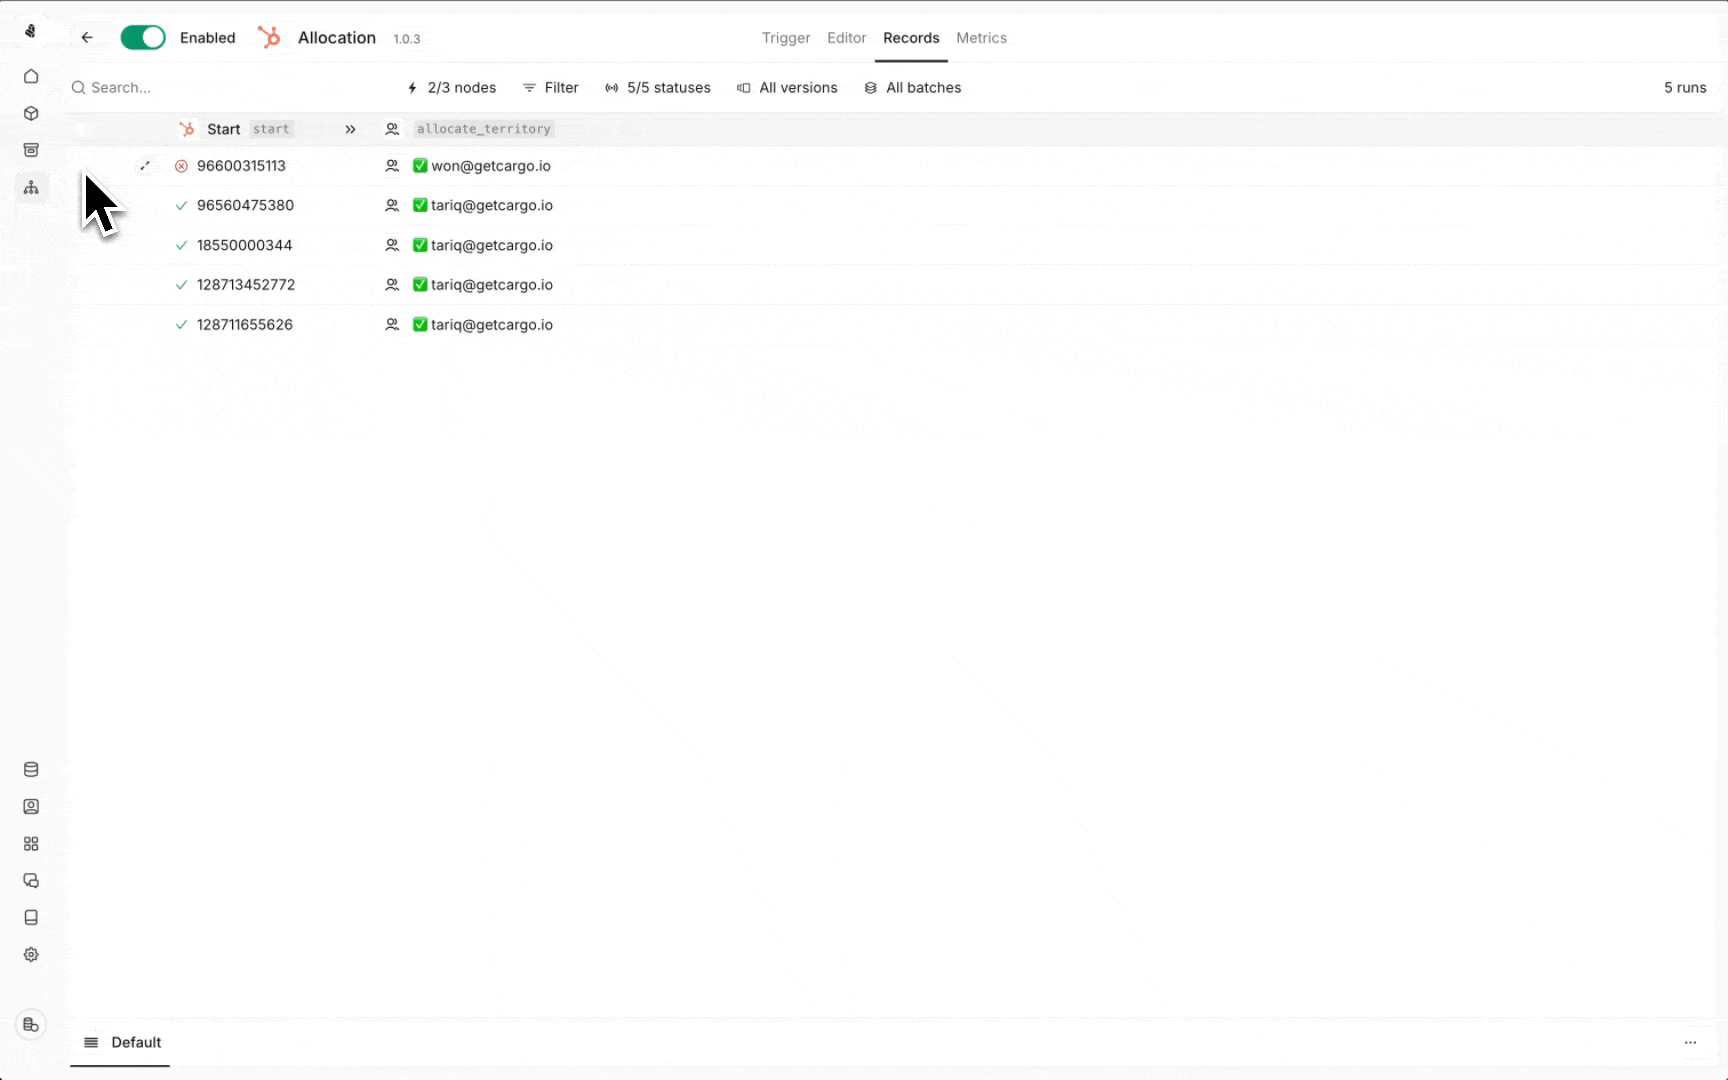 Enabled Allocation 1.0.3 Trigger Editor Records Metrics
Search... 2/3 nodes Filter 5/5 statuses All versions All batches 5 runs
Start start allocate_territory
96600315113 won@getcargo.io
96560475380 tariq@getcargo.io
18550000344 tariq@getcargo.io
128713452772 tariq@getcargo.io
128711655626 tariq@getcargo.io
Default